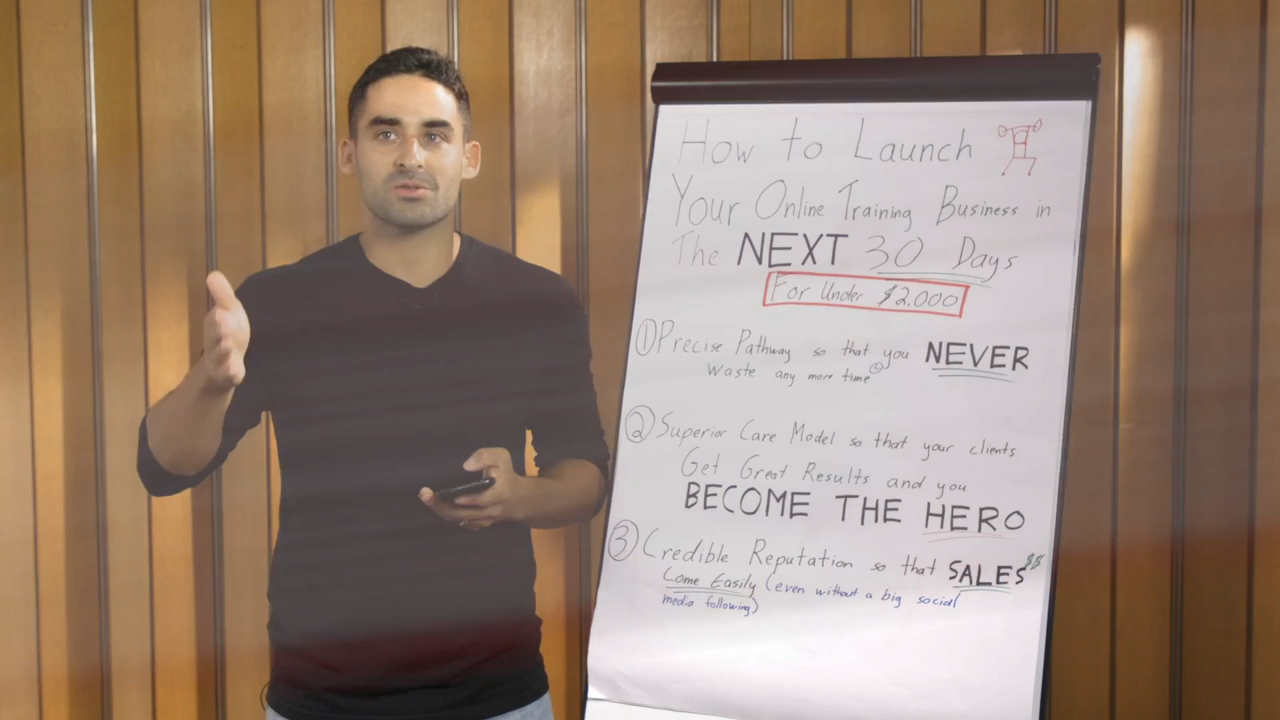 How to Launch
Your Online Training Business in
The NEXT 30 Days
For Under $2,000
① Precise Pathway so that you NEVER
Waste any more time
② Superior Care Model so that your clients
Get Great Results and you
BECOME THE HERO
③ Credible Reputation so that SALES $$
Come Easily (even without a big social
media following)